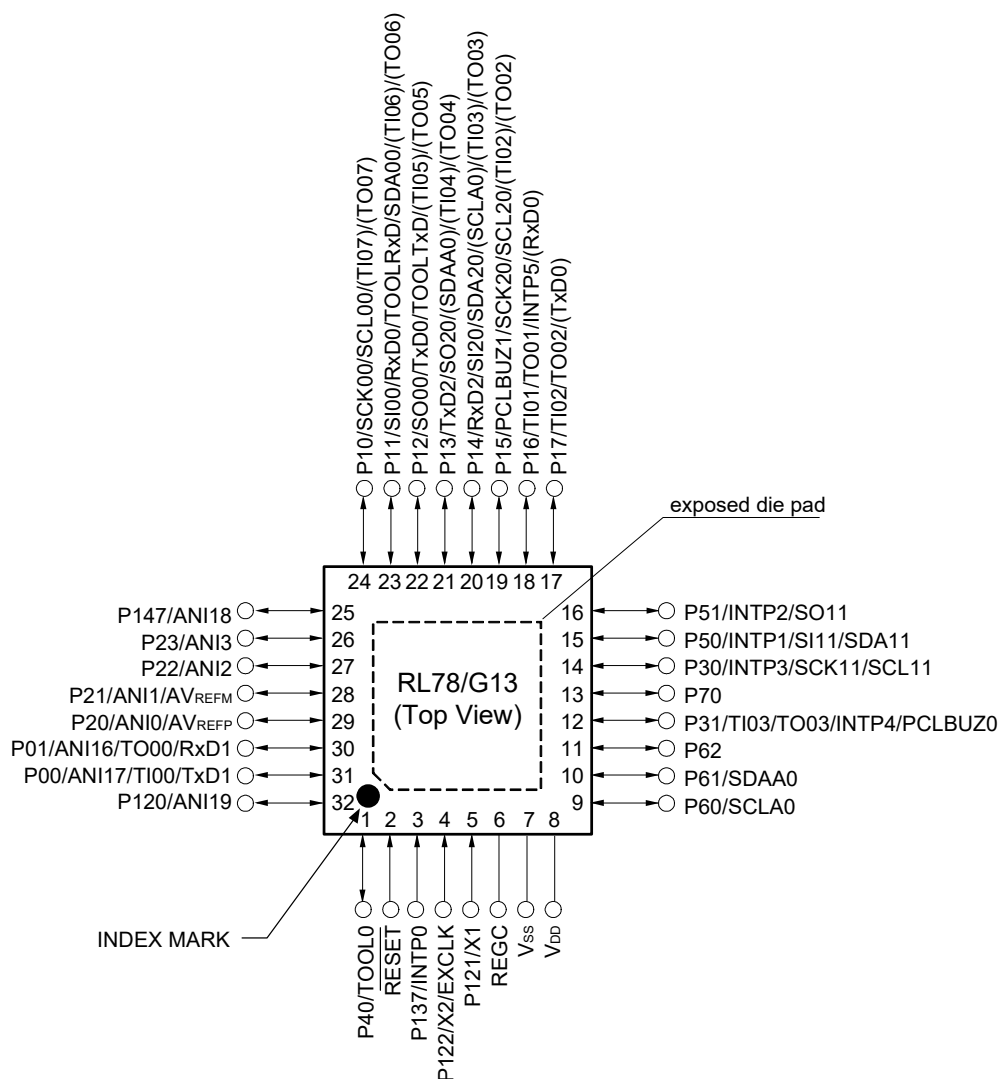 P10/SCK00/SCL00/(TI07)/(TO07)
P11/SI00/RxD0/TOOLRxD/SDA00/(TI06)/(TO06)
P12/SO00/TxD0/TOOLTxD/(TI05)/(TO05)
P13/TxD2/SO20/(SDAA0)/(TI04)/(TO04)
P14/RxD2/SI20/SDA20/(SCLA0)/(TI03)/(TO03)
P15/PCLBUZ1/SCK20/SCL20/(TI02)/(TO02)
P16/TI01/TO01/INTP5/(RxD0)
P17/TI02/TO02/(TxD0)
exposed die pad
24 23 22 21 20 19 18 17
P147/ANI18 25
P23/ANI3 26
P22/ANI2 27
P21/ANI1/AVREFM 28
P20/ANI0/AVREFP 29
P01/ANI16/TO00/RxD1 30
P00/ANI17/TI00/TxD1 31
P120/ANI19 32
RL78/G13
(Top View)
16 P51/INTP2/SO11
15 P50/INTP1/SI11/SDA11
14 P30/INTP3/SCK11/SCL11
13 P70
12 P31/TI03/TO03/INTP4/PCLBUZ0
11 P62
10 P61/SDAA0
9 P60/SCLA0
1 2 3 4 5 6 7 8
INDEX MARK
P40/TOOL0
RESET
P137/INTP0
P122/X2/EXCLK
P121/X1
REGC
VSS
VDD